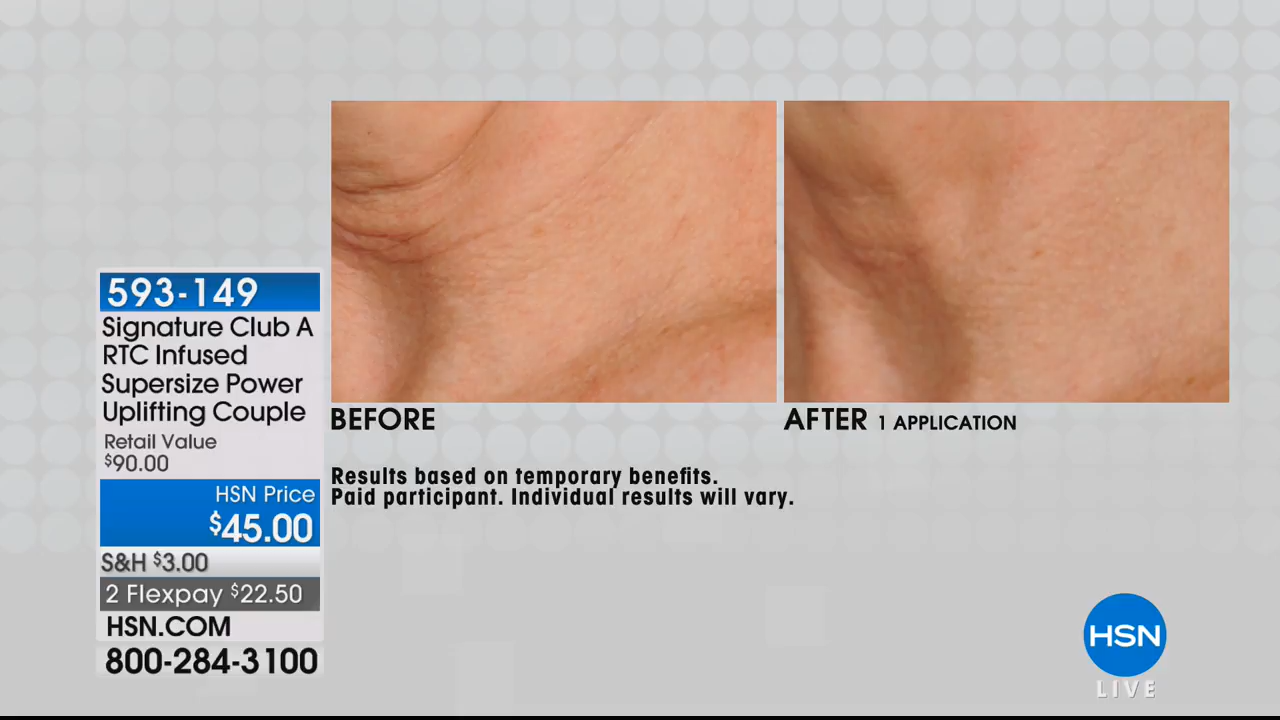 593-149
Signature Club A
RTC Infused
Supersize Power
Uplifting Couple
Retail Value
$90.00
HSN Price
$45.00
S&H $3.00
2 Flexpay $22.50
HSN.COM
800-284-3100
BEFORE
AFTER 1 APPLICATION
Results based on temporary benefits.
Paid participant. Individual results will vary.
HSN
LIVE